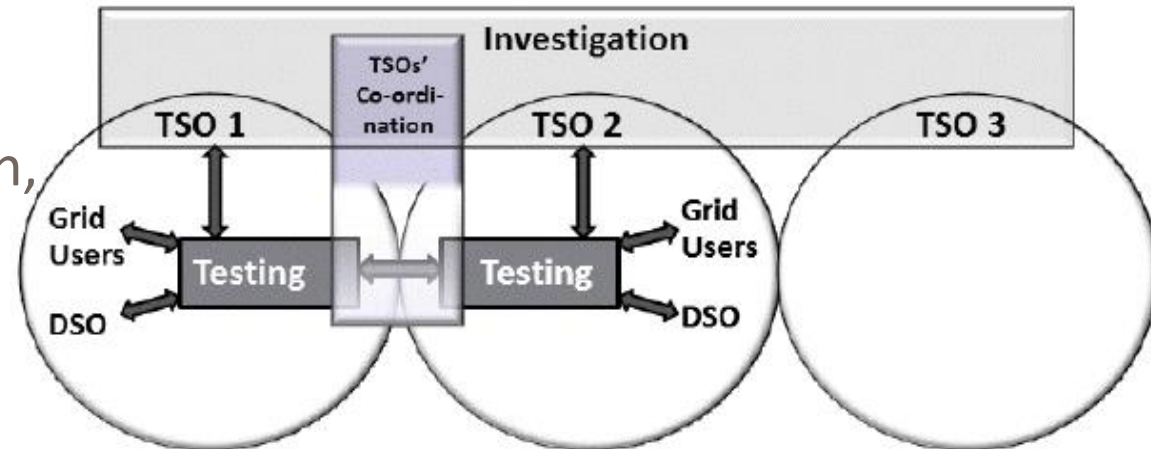 Investigation
TSOs'
Co-ordi-
nation
TSO 1
TSO 2
TSO 3
n,
Grid
Users
Testing
DSO
Testing
Grid
Users
DSO